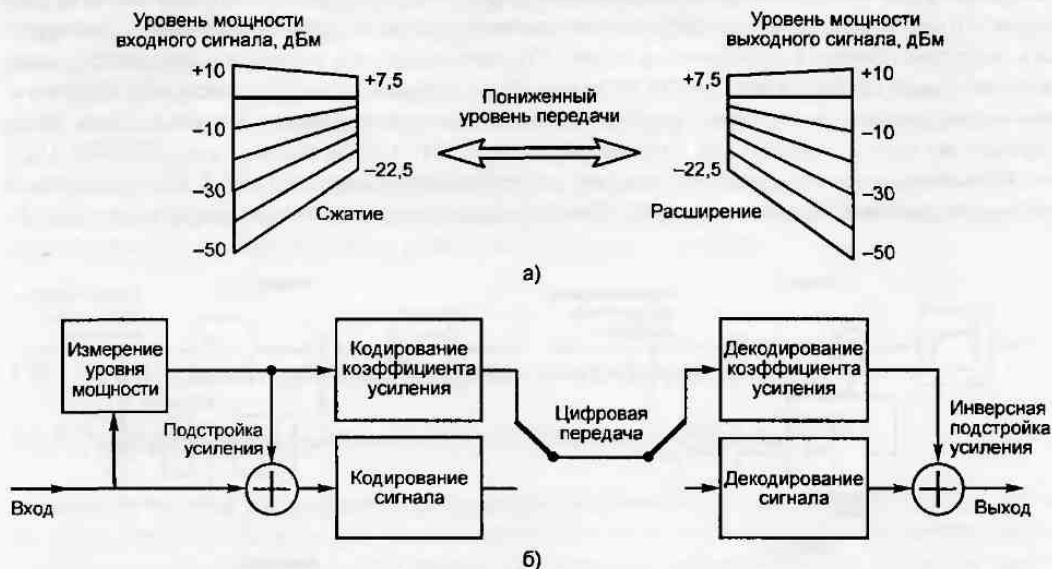 Уровень мощности
входного сигнала, дБм
+10
-10
-30
-50
+7,5
-22,5
Сжатие
Пониженный
уровень передачи
Уровень мощности
выходного сигнала, дБм
+7,5
-22,5
+10
-10
-30
-50
Расширение
а)
Измерение
уровня
мощности
Подстройка
усиления
Вход
Кодирование
коэффициента
усиления
Кодирование
сигнала
Цифровая
передача
Декодирование
коэффициента
усиления
Декодирование
сигнала
Инверсная
подстройка
усиления
Выход
б)